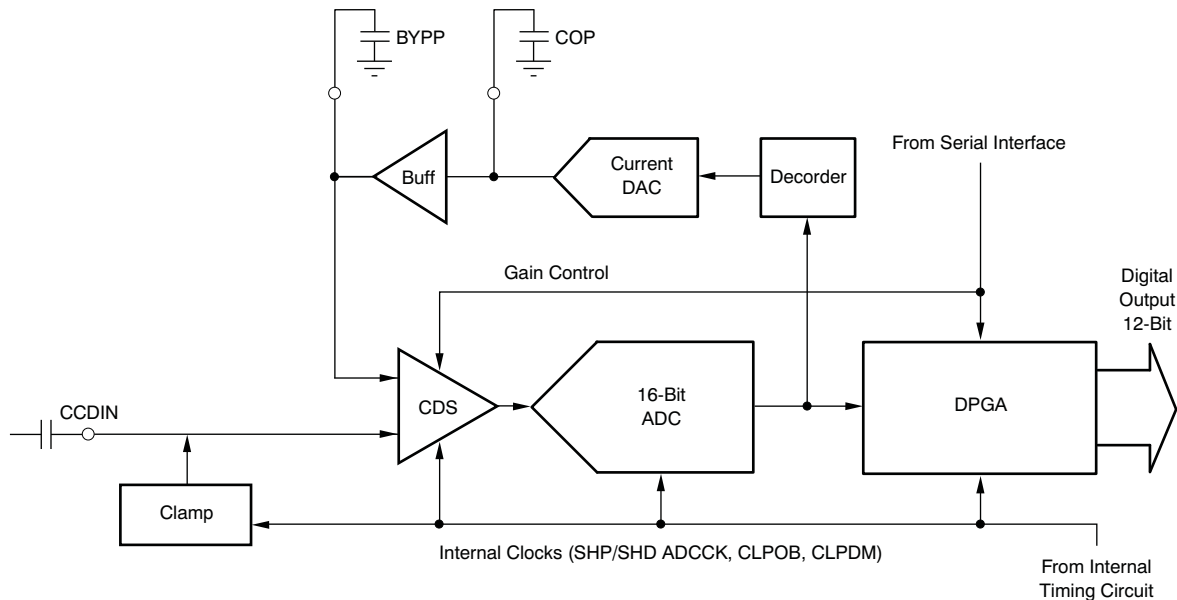 BYPP
COP
From Serial Interface
Buff
Current
DAC
Decorder
Gain Control
Digital
Output
12-Bit
CCDIN
CDS
16-Bit
ADC
DPGA
Clamp
Internal Clocks (SHP/SHD ADCCK, CLPOB, CLPDM)
From Internal
Timing Circuit